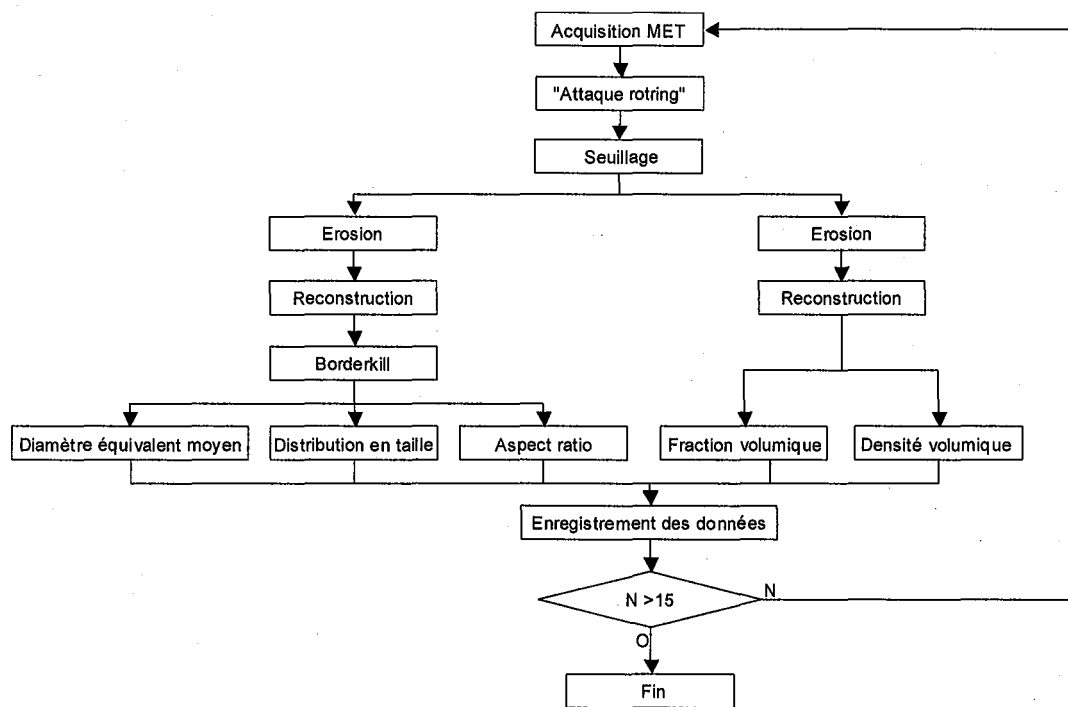 Acquisition MET
"Attaque rotring"
Seuillage
Erosion
Erosion
Reconstruction
Reconstruction
Borderkill
Diamètre équivalent moyen
Distribution en taille
Aspect ratio
Fraction volumique
Densité volumique
Enregistrement des données
N >15
N
O
Fin